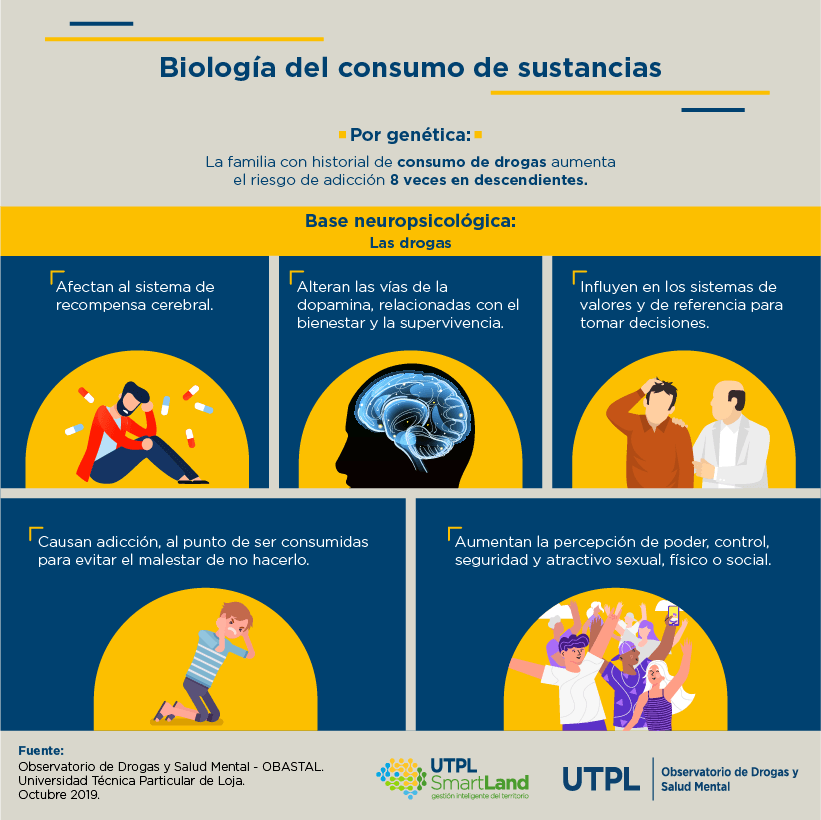 Biología del consumo de sustancias
Por genética:
La familia con historial de consumo de drogas aumenta
el riesgo de adicción 8 veces en descendientes.
Base neuropsicológica:
Las drogas
Afectan al sistema de
recompensa cerebral.
Alteran las vías de la
dopamina, relacionadas con el
bienestar y la supervivencia.
Influyen en los sistemas de
valores y de referencia para
tomar decisiones.
Causan adicción, al punto de ser consumidas
para evitar el malestar de no hacerlo.
Aumentan la percepción de poder, control,
seguridad y atractivo sexual, físico o social.
Fuente:
Observatorio de Drogas y Salud Mental - OBASTAL.
Universidad Técnica Particular de Loja.
Octubre 2019.
UTPL
SmartLand
gestión inteligente del territorio
UTPL
Observatorio de Drogas y
Salud Mental